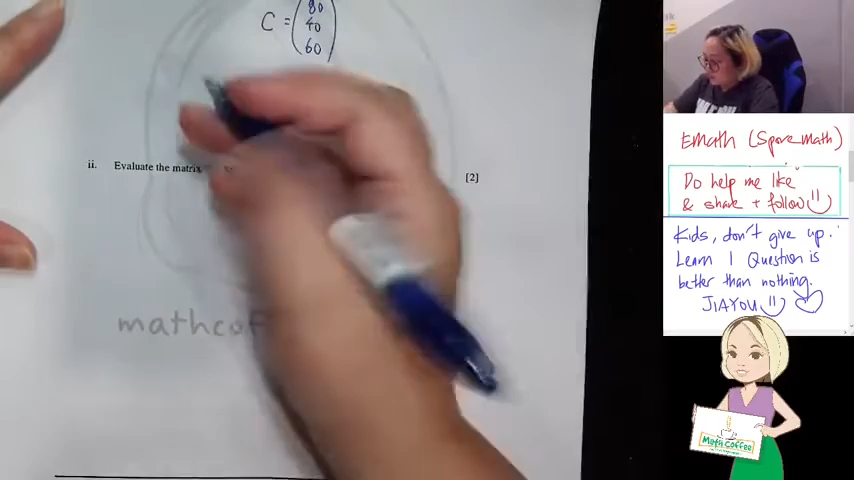 80
C = 40
60
ii. Evaluate the matrix
[2]
mathcof
Emath (Spore math)
Do help me like
& share + follow
Kids, don't give up.
Learn 1 Question is
better than nothing.
JIAYOU
Math Coffee